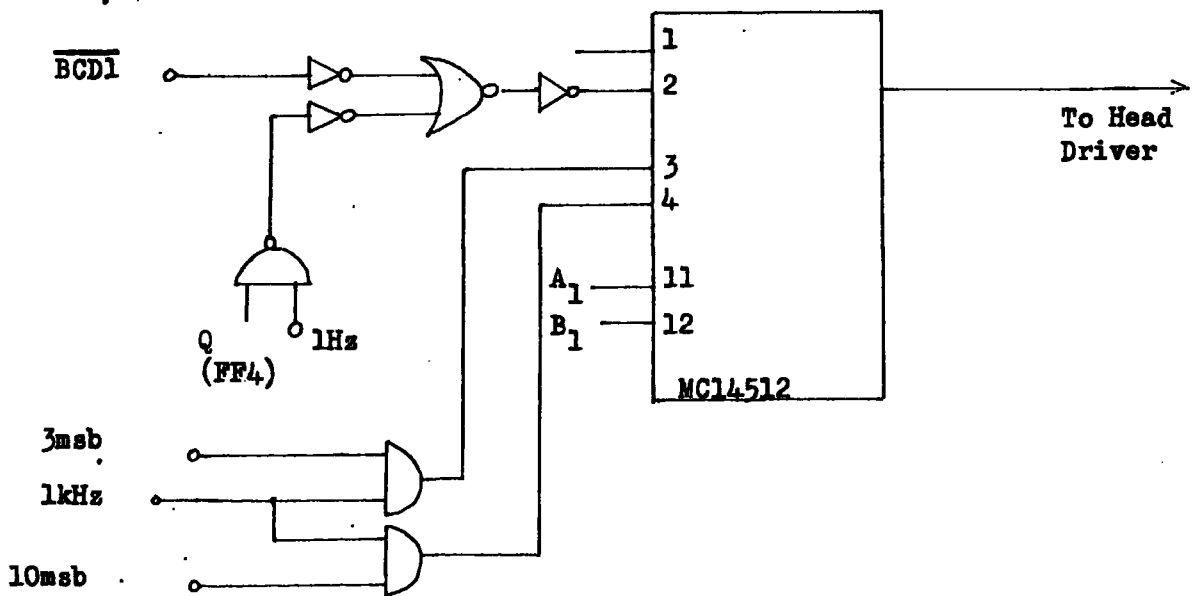 BCD1
1
2
To Head
Driver
3
4
A1
11
B1
12
Q
(FF4)
1Hz
MC14512
3msb
1kHz
10msb